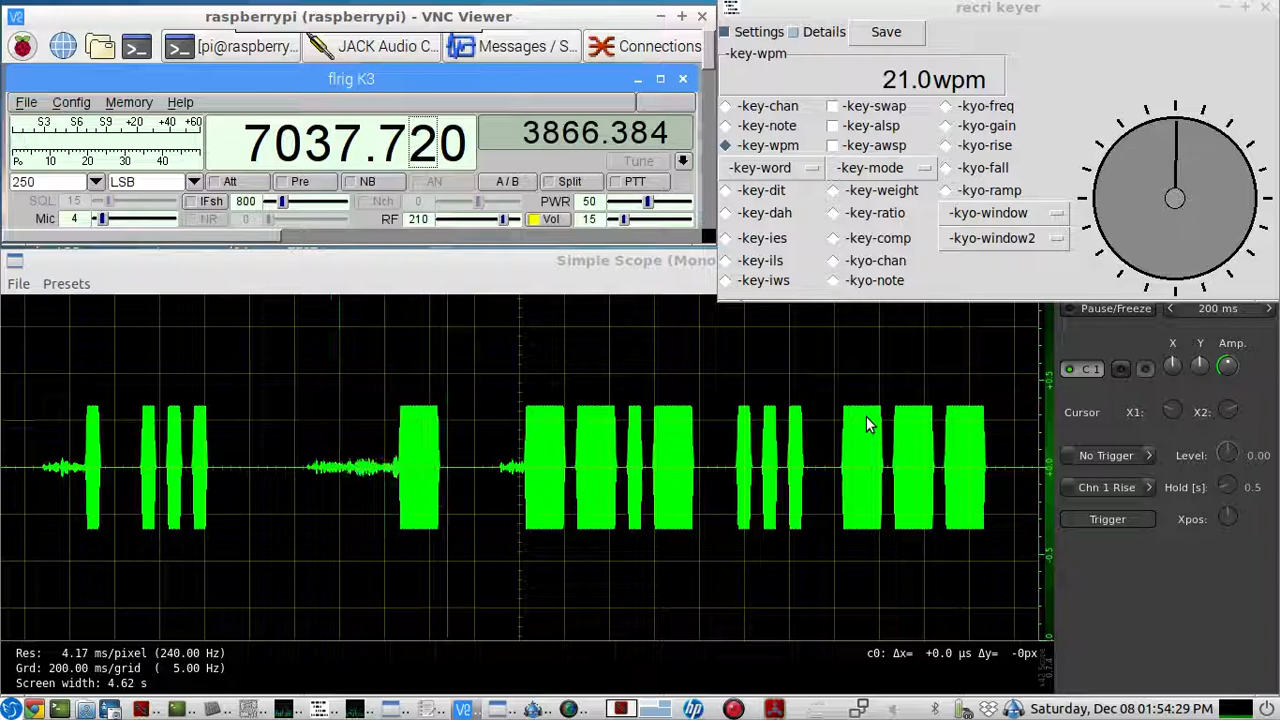 raspberrypi (raspberrypi) - VNC Viewer
[pi@raspberry... JACK Audio C... Messages / S... Connections
flrig K3
File Config Memory Help
S3 S6 S9 +20 +40 +60
Po 10 20 30 40
7037.720
3866.384
Tune
250 LSB Att Pre NB AN A / B Split PTT
SQL 15 IFsh 800 Nch 0 PWR 50
Mic 4 NR 0 RF 210 Vol 15
recri keyer
Settings Details Save
-key-wpm
21.0wpm
-key-chan -key-swap -kyo-freq
-key-note -key-alsp -kyo-gain
-key-wpm -key-awsp -kyo-rise
-key-word -key-mode -kyo-fall
-key-dit -key-weight -kyo-ramp
-key-dah -key-ratio -kyo-window
-key-ies -key-comp -kyo-window2
-key-ils -kyo-chan
-key-iws -kyo-note
Simple Scope (Mono
File Presets
Pause/Freeze 200 ms
X Y Amp.
C 1
Cursor X1: X2:
No Trigger Level: 0.00
Chn 1 Rise Hold [s]: 0.5
Trigger Xpos:
+0.5
+0.0
-0.5
Res: 4.17 ms/pixel (240.00 Hz)
Grd: 200.00 ms/grid ( 5.00 Hz)
Screen width: 4.62 s
c0: Δx= +0.0 µs Δy= -0px
Saturday, Dec 08 01:54:29 PM